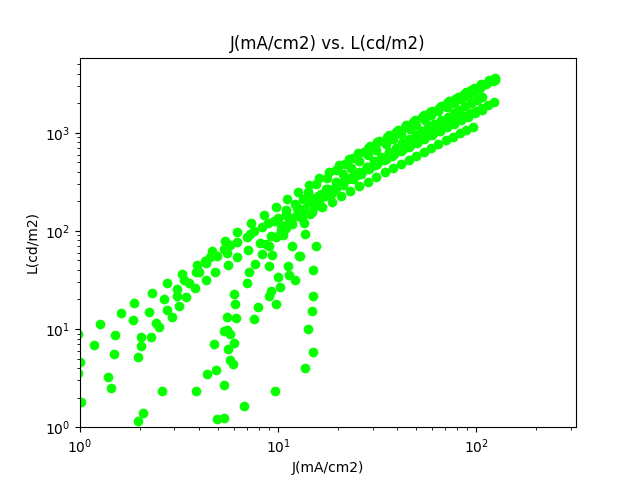 J(mA/cm2) vs. L(cd/m2)
L(cd/m2)
10³
10²
10¹
10⁰
10⁰ 10¹ 10²
J(mA/cm2)